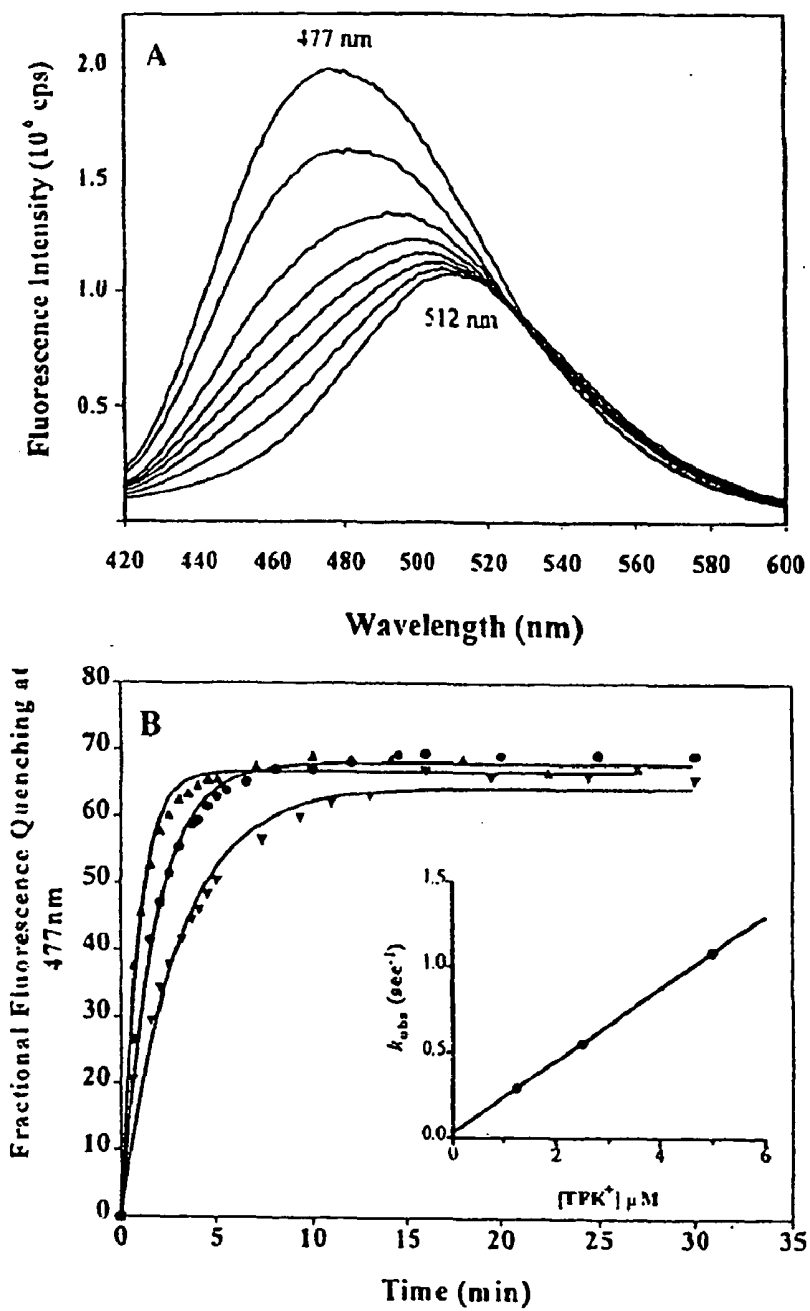 A
477 nm
512 nm
Fluorescence Intensity (10⁶ cps)
2.0
1.5
1.0
0.5
420 440 460 480 500 520 540 560 580 600
Wavelength (nm)
B
Fractional Fluorescence Quenching at
477nm
80
70
60
50
40
30
20
10
0
0 5 10 15 20 25 30 35
Time (min)
kobs (sec⁻¹)
1.5
1.0
0.5
0.0
0 2 4 6
[TPK⁺] μM